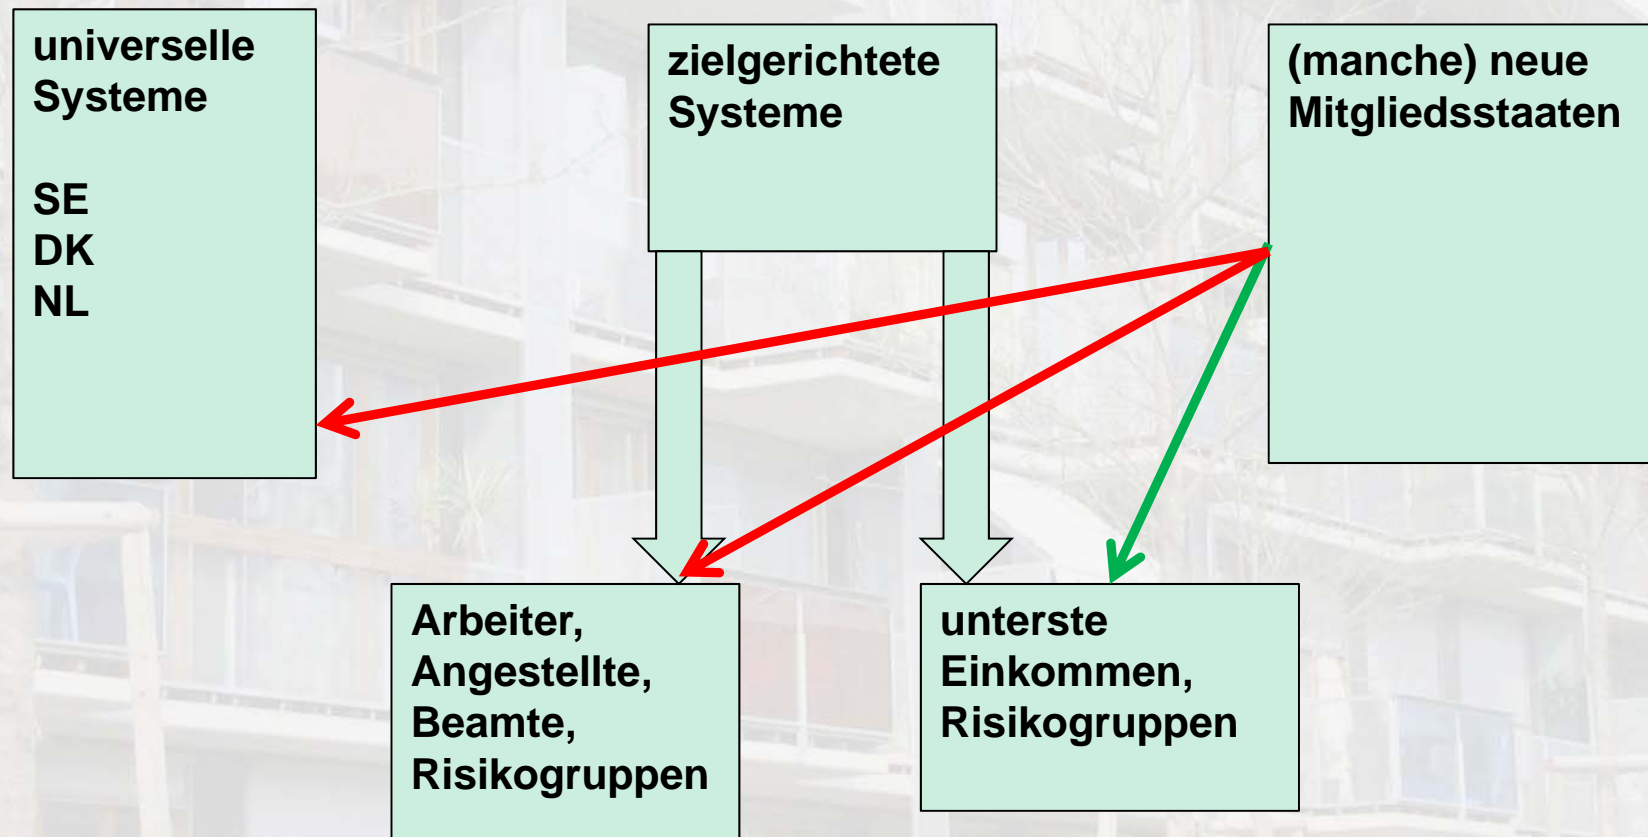 universelle
Systeme
SE
DK
NL
zielgerichtete
Systeme
(manche) neue
Mitgliedsstaaten
Arbeiter,
Angestellte,
Beamte,
Risikogruppen
unterste
Einkommen,
Risikogruppen